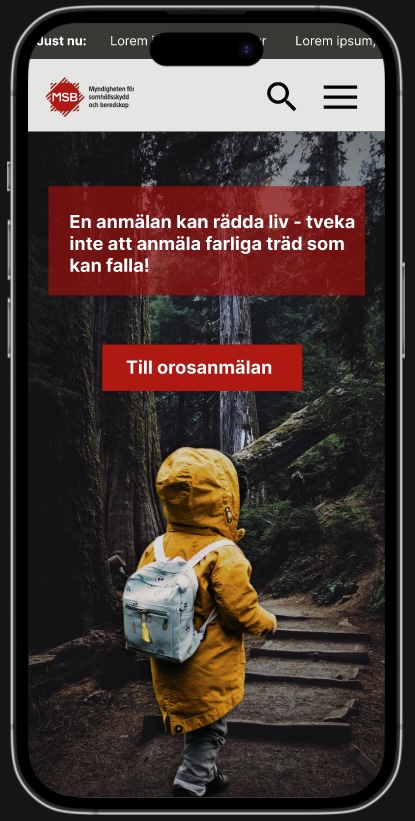 Just nu:
Lorem
ur
Lorem ipsum,
MSB
Myndigheten för
samhällsskydd
och beredskap
En anmälan kan rädda liv - tveka
inte att anmäla farliga träd som
kan falla!
Till orosanmälan